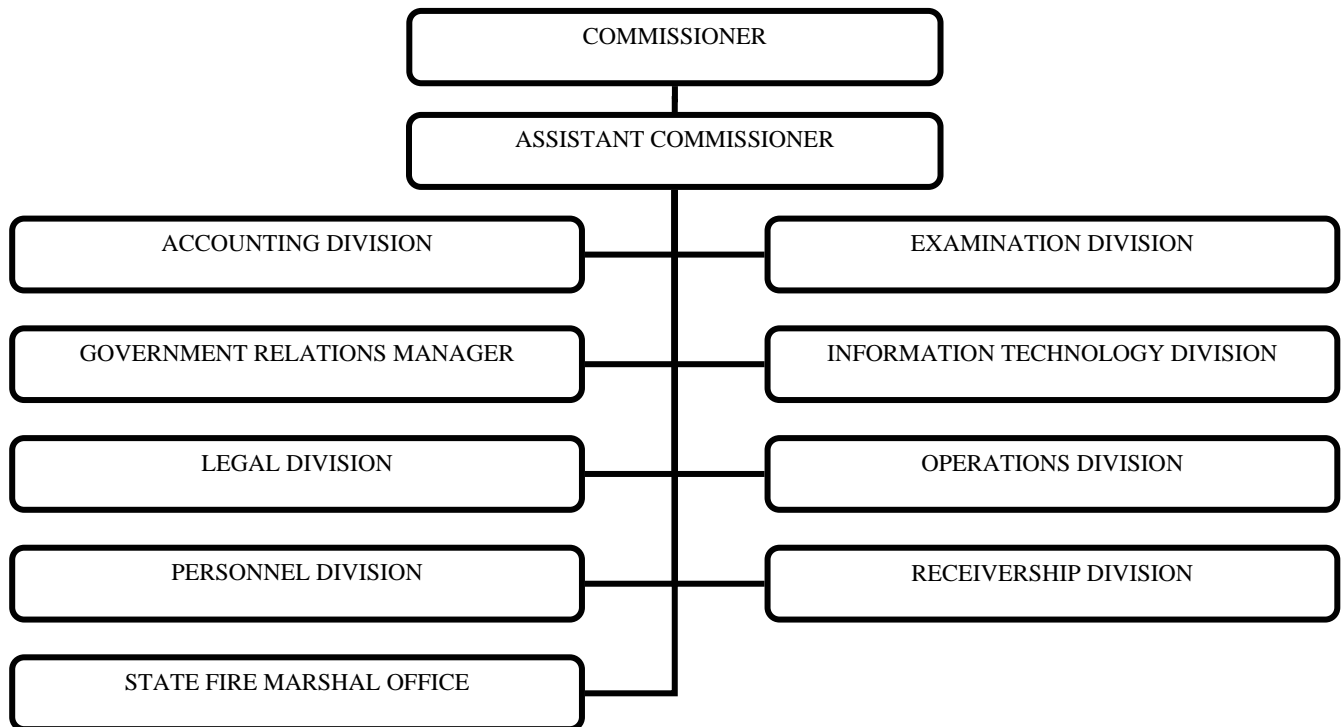 COMMISSIONER
ASSISTANT COMMISSIONER
ACCOUNTING DIVISION
EXAMINATION DIVISION
GOVERNMENT RELATIONS MANAGER
INFORMATION TECHNOLOGY DIVISION
LEGAL DIVISION
OPERATIONS DIVISION
PERSONNEL DIVISION
RECEIVERSHIP DIVISION
STATE FIRE MARSHAL OFFICE